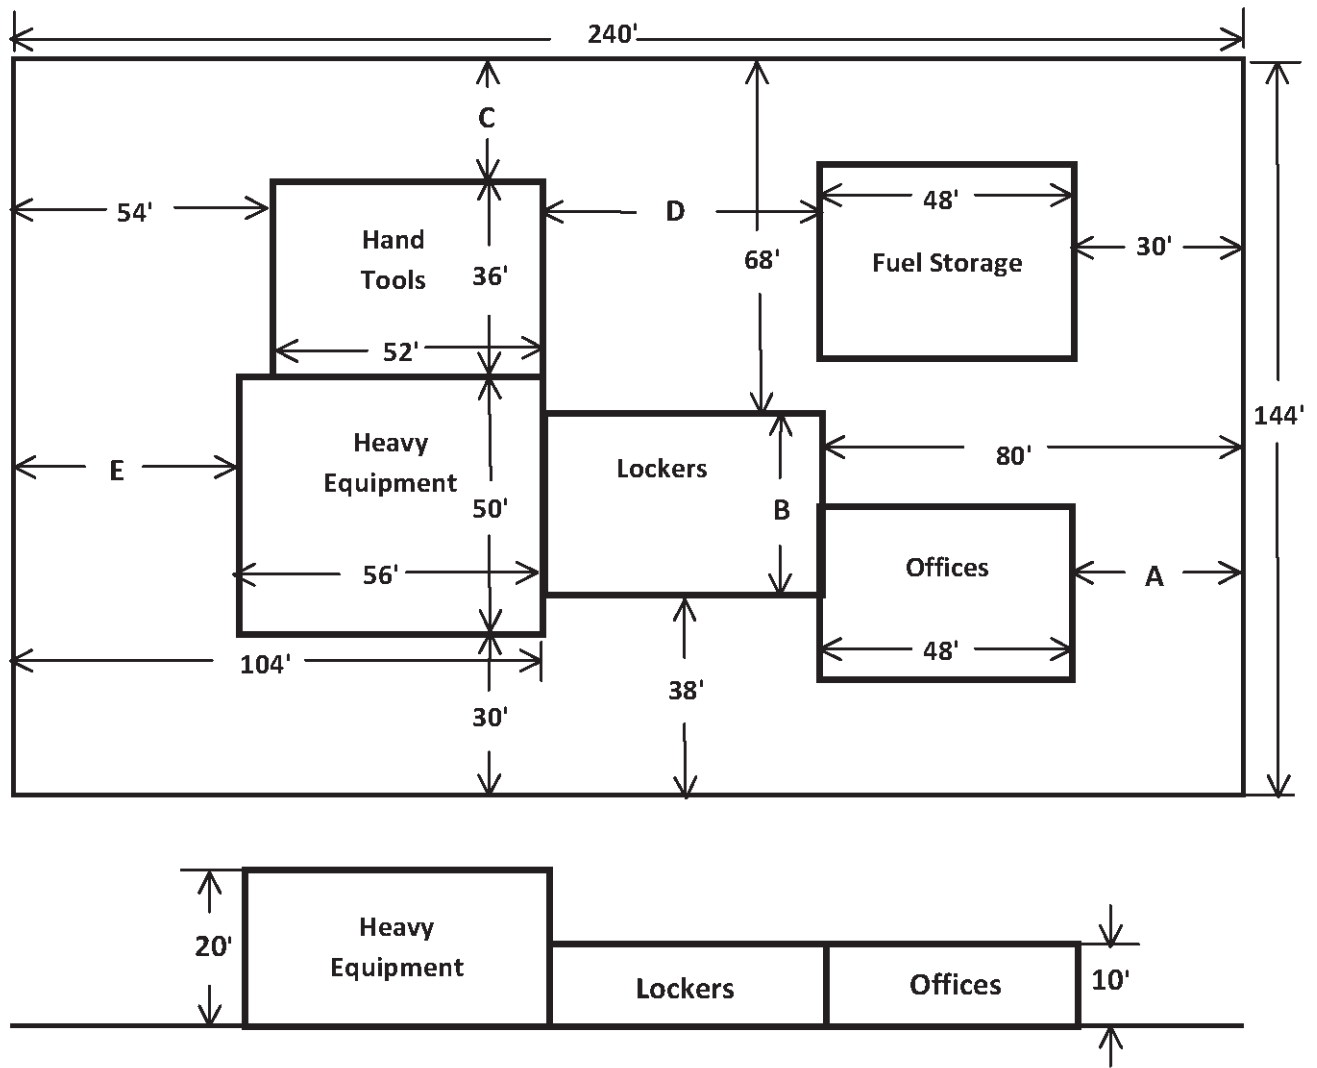 240'
C
54'
Hand
Tools
36'
52'
D
68'
48'
Fuel Storage
30'
144'
E
Heavy
Equipment
50'
56'
Lockers
B
80'
Offices
A
48'
104'
30'
38'
20'
Heavy
Equipment
Lockers
Offices
10'